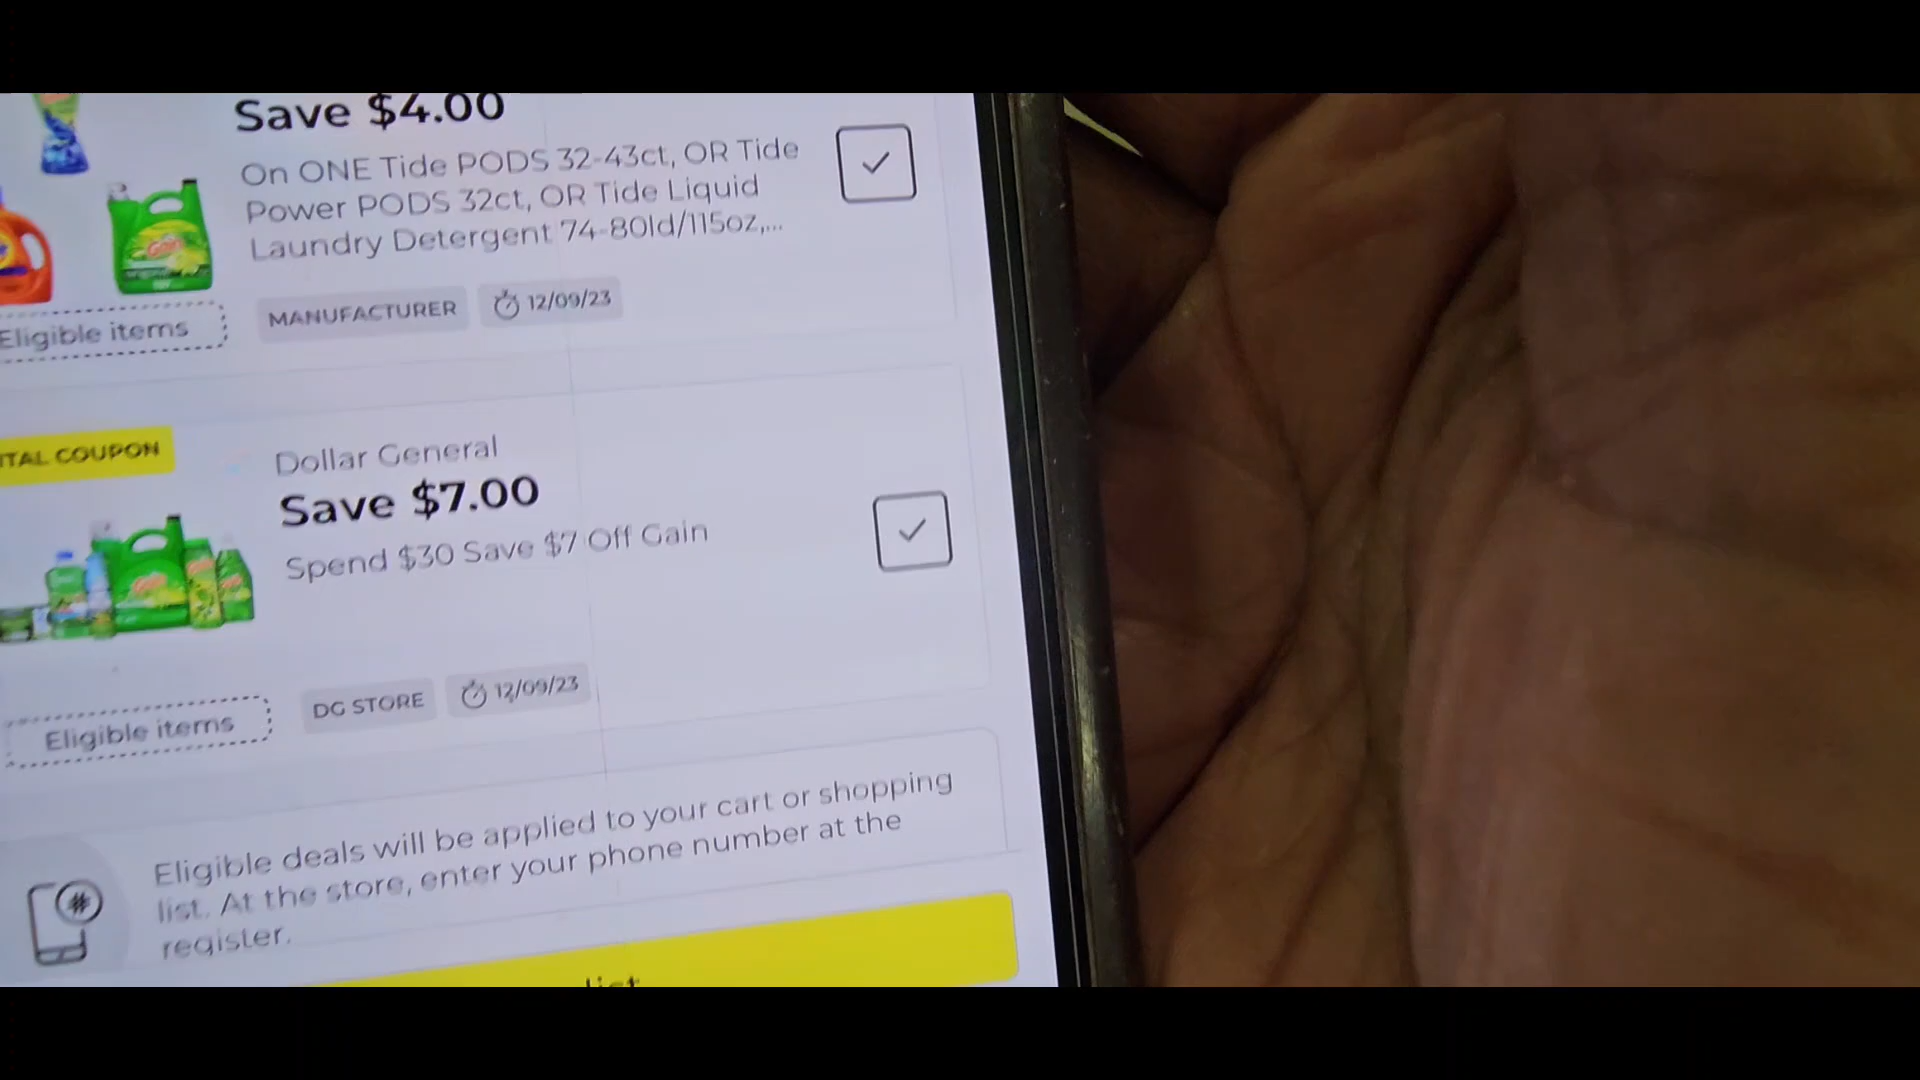 Save $4.00
On ONE Tide PODS 32-43ct, OR Tide
Power PODS 32ct, OR Tide Liquid
Laundry Detergent 74-80ld/115oz,...
Eligible items
MANUFACTURER
12/09/23
ITAL COUPON
Dollar General
Save $7.00
Spend $30 Save $7 Off Gain
Gain
Eligible items
DG STORE
12/09/23
Eligible deals will be applied to your cart or shopping
list. At the store, enter your phone number at the
register.
#
list